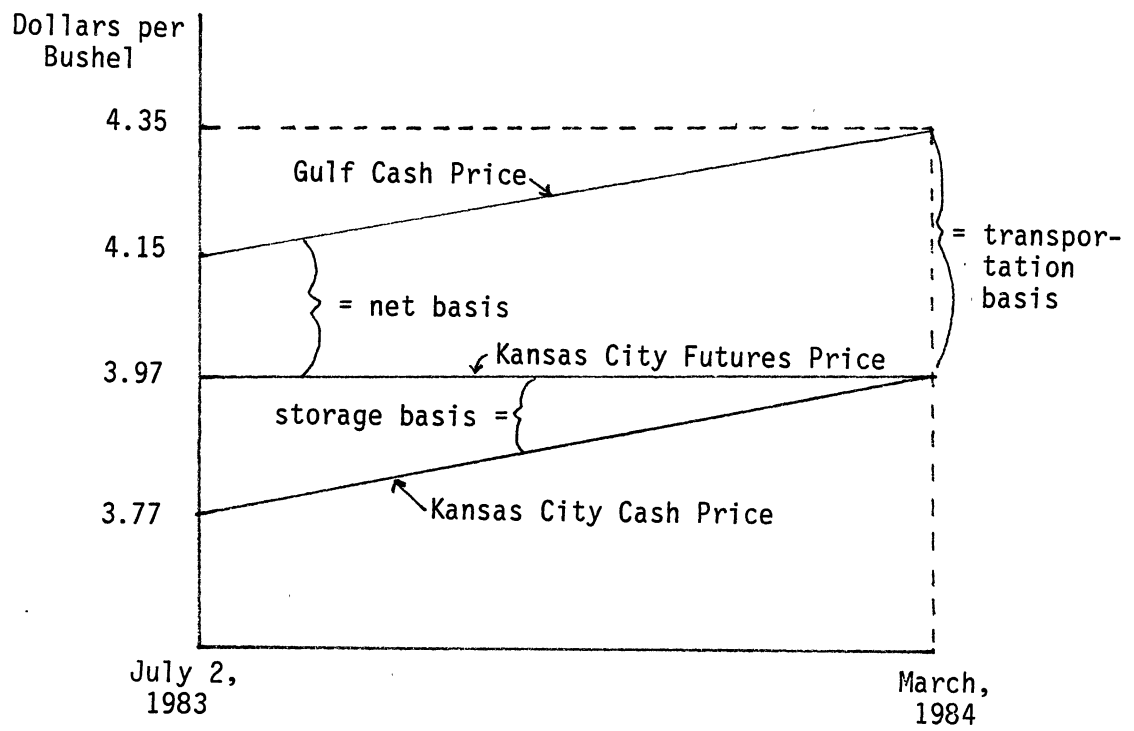 Dollars per
Bushel
4.35
Gulf Cash Price
4.15
= transpor-
tation
basis
= net basis
Kansas City Futures Price
3.97
storage basis =
3.77
Kansas City Cash Price
July 2,
1983
March,
1984